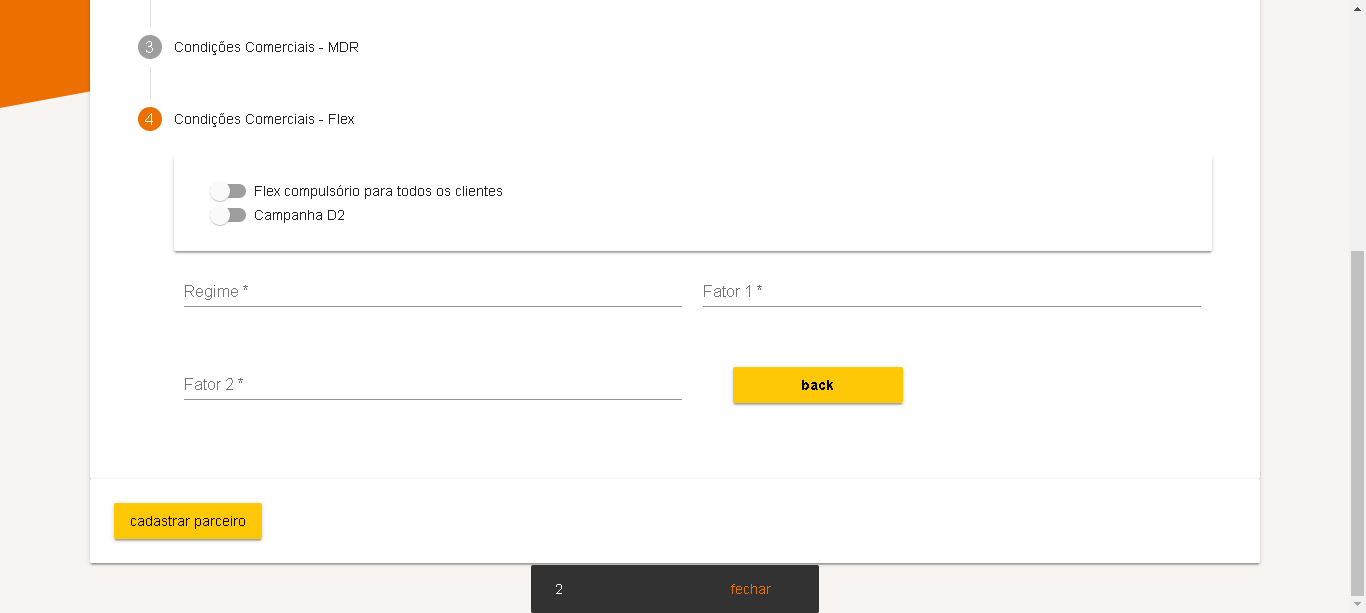 3 Condições Comerciais - MDR
4 Condições Comerciais - Flex
Flex compulsório para todos os clientes
Campanha D2
Regime * Fator 1 *
Fator 2 * back
cadastrar parceiro
2 fechar